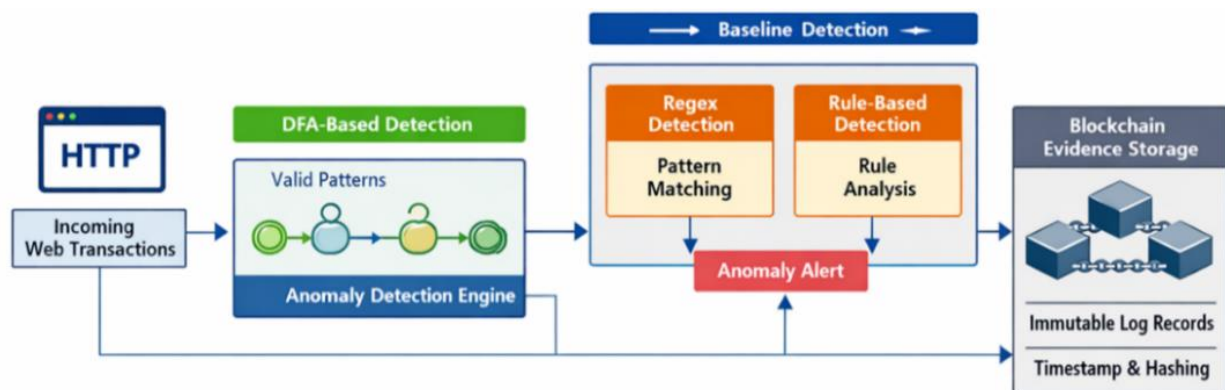 Baseline Detection
HTTP
Incoming
Web Transactions
DFA-Based Detection
Valid Patterns
Anomaly Detection Engine
Regex
Detection
Pattern
Matching
Rule-Based
Detection
Rule
Analysis
Anomaly Alert
Blockchain
Evidence Storage
Immutable Log Records
Timestamp & Hashing